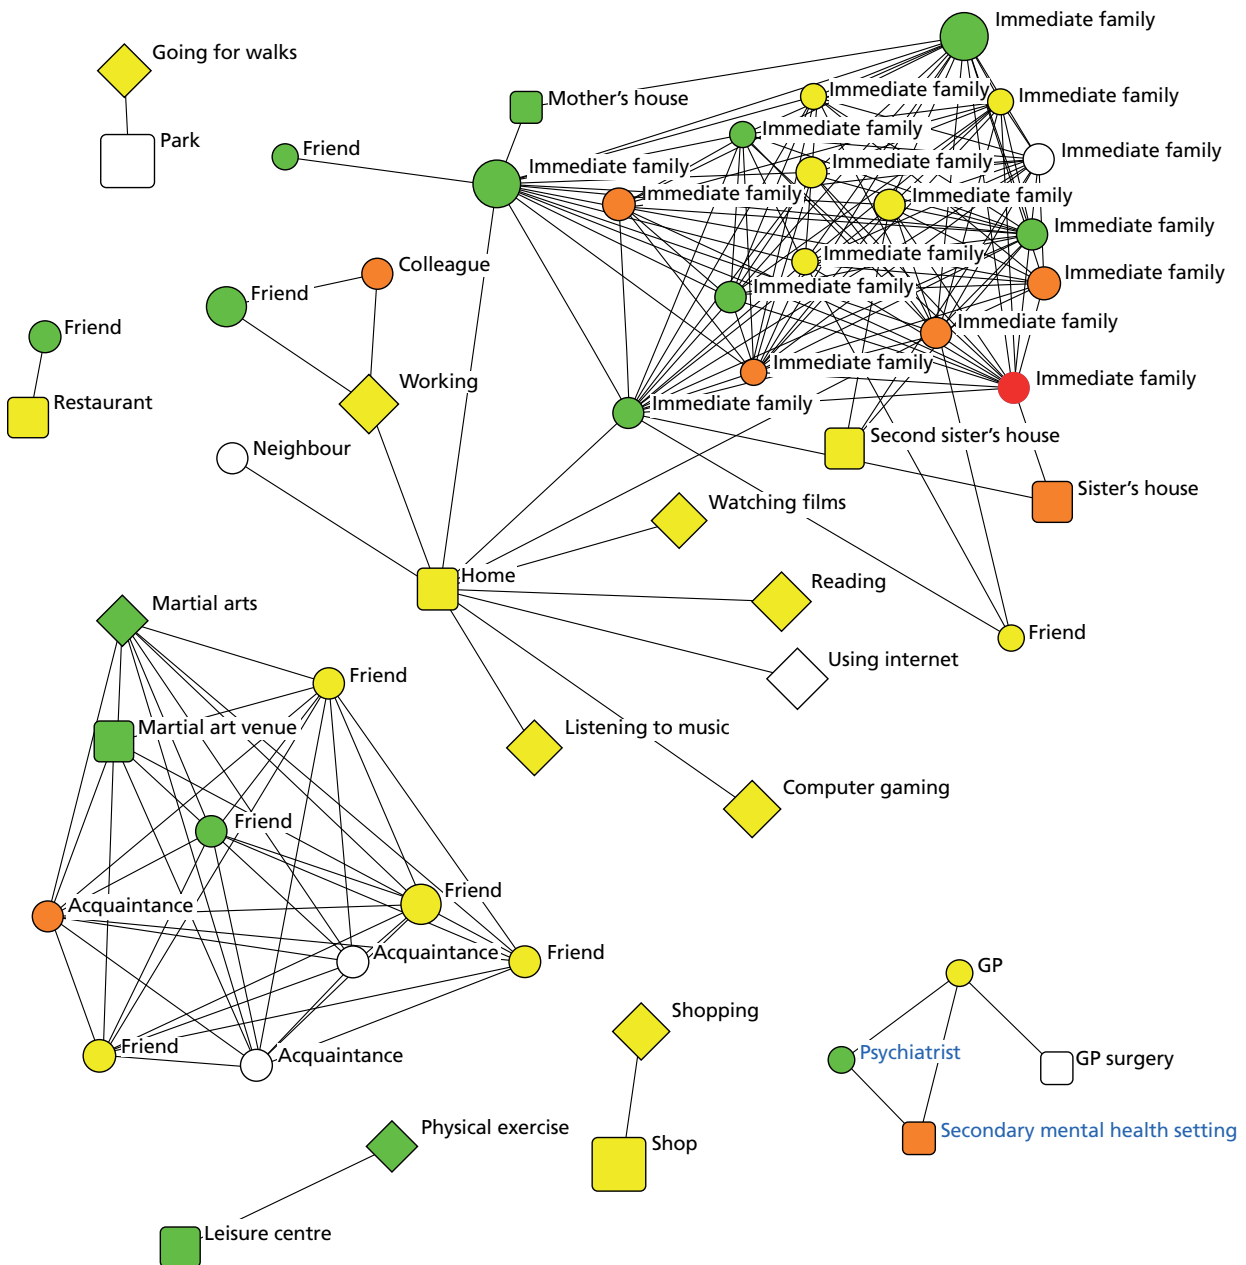 Immediate family
Going for walks
Immediate family
Immediate family
Mother's house
Immediate family
Park
Friend
Immediate family
Immediate family
Immediate family
Immediate family
Immediate family
Immediate family
Immediate family
Colleague
Immediate family
Friend
Immediate family
Immediate family
Friend
Immediate family
Working
Immediate family
Restaurant
Immediate family
Second sister's house
Neighbour
Sister's house
Watching films
Home
Reading
Martial arts
Friend
Using internet
Friend
Martial art venue
Listening to music
Computer gaming
Friend
Friend
Acquaintance
Acquaintance
Friend
GP
Shopping
Friend
Acquaintance
Psychiatrist
GP surgery
Physical exercise
Secondary mental health setting
Shop
Leisure centre